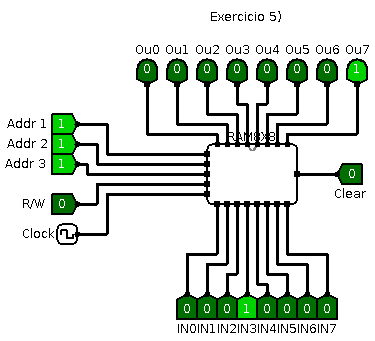 Exercicio 5)
Ou0 Ou1 Ou2 Ou3 Ou4 Ou5 Ou6 Ou7
0 0 0 0 0 0 0 1
Addr 1 1
RAM8X8
Addr 2 1
Addr 3 1
0
Clear
R/W 0
Clock
0 0 0 1 0 0 0 0
IN0 IN1 IN2 IN3 IN4 IN5 IN6 IN7